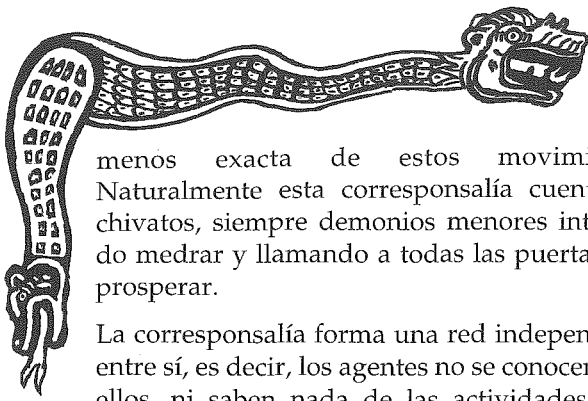 menos exacta de estos movimi
Naturalmente esta corresponsalía cuen
chivatos, siempre demonios menores int
do medrar y llamando a todas las puerta
prosperar.
La corresponsalía forma una red indepen
entre sí, es decir, los agentes no se conocen
ellos, ni saben nada de las actividades